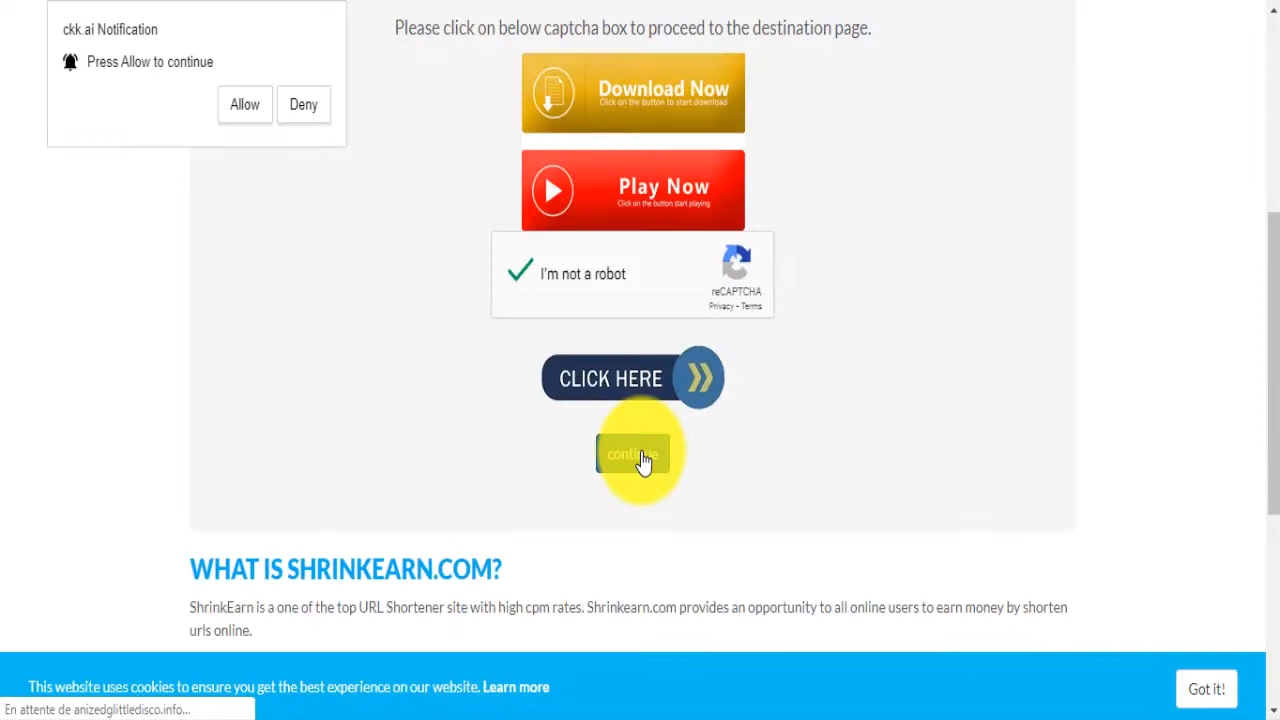 ckk.ai Notification
Press Allow to continue
Allow Deny
Please click on below captcha box to proceed to the destination page.
Download Now
Click on the button to start download
Play Now
Click on the button start playing
I'm not a robot
reCAPTCHA
Privacy - Terms
CLICK HERE
continue
WHAT IS SHRINKEARN.COM?
ShrinkEarn is a one of the top URL Shortener site with high cpm rates. Shrinkearn.com provides an opportunity to all online users to earn money by shorten
urls online.
This website uses cookies to ensure you get the best experience on our website. Learn more
Got it!
En attente de anizedglittledisco.info...